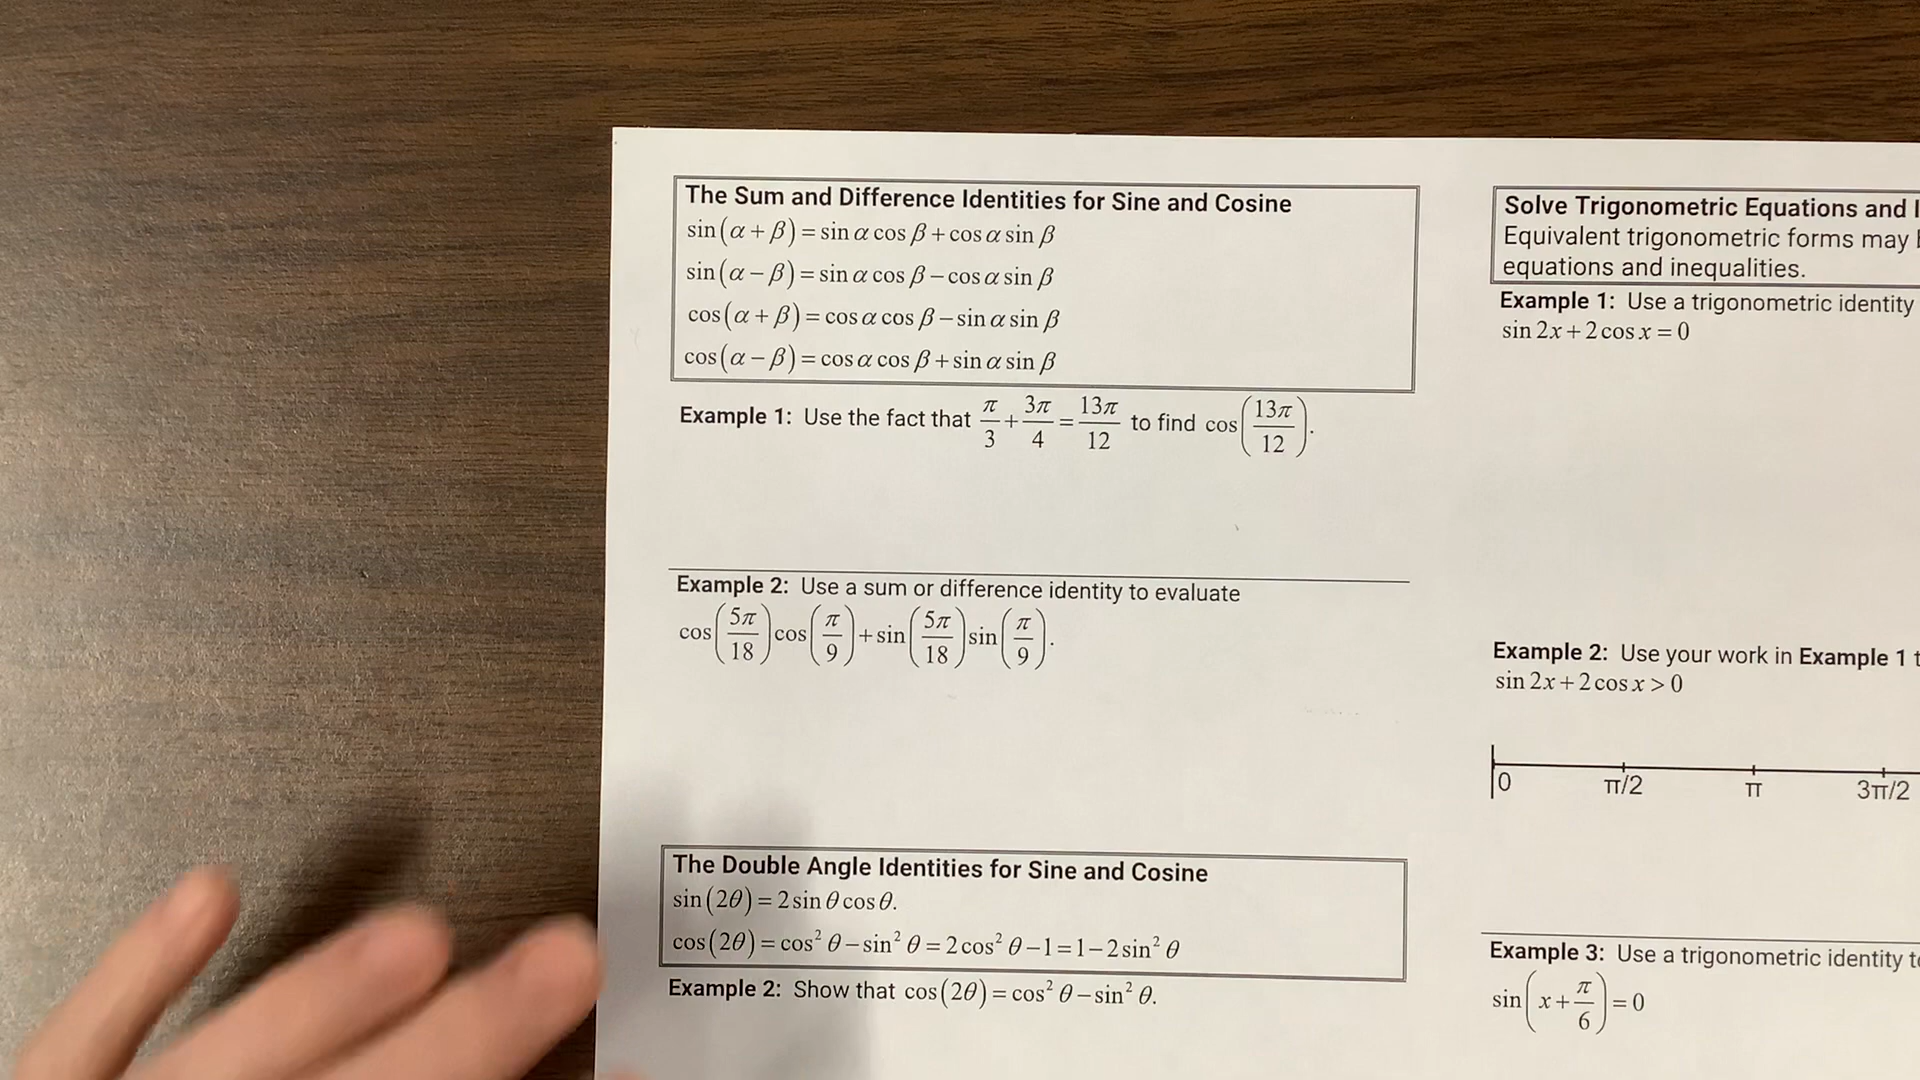 The Sum and Difference Identities for Sine and Cosine
sin(α + β) = sin α cos β + cos α sin β
sin(α − β) = sin α cos β − cos α sin β
cos(α + β) = cos α cos β − sin α sin β
cos(α − β) = cos α cos β + sin α sin β
Example 1: Use the fact that π/3 + 3π/4 = 13π/12 to find cos(13π/12).
Example 2: Use a sum or difference identity to evaluate
cos(5π/18)cos(π/9) + sin(5π/18)sin(π/9).
The Double Angle Identities for Sine and Cosine
sin(2θ) = 2 sin θ cos θ.
cos(2θ) = cos² θ − sin² θ = 2cos² θ − 1 = 1 − 2sin² θ
Example 2: Show that cos(2θ) = cos² θ − sin² θ.
Solve Trigonometric Equations and
Equivalent trigonometric forms may
equations and inequalities.
Example 1: Use a trigonometric identity
sin 2x + 2 cos x = 0
Example 2: Use your work in Example 1
sin 2x + 2 cos x > 0
0 π/2 π 3π/2
Example 3: Use a trigonometric identity
sin(x + π/6) = 0